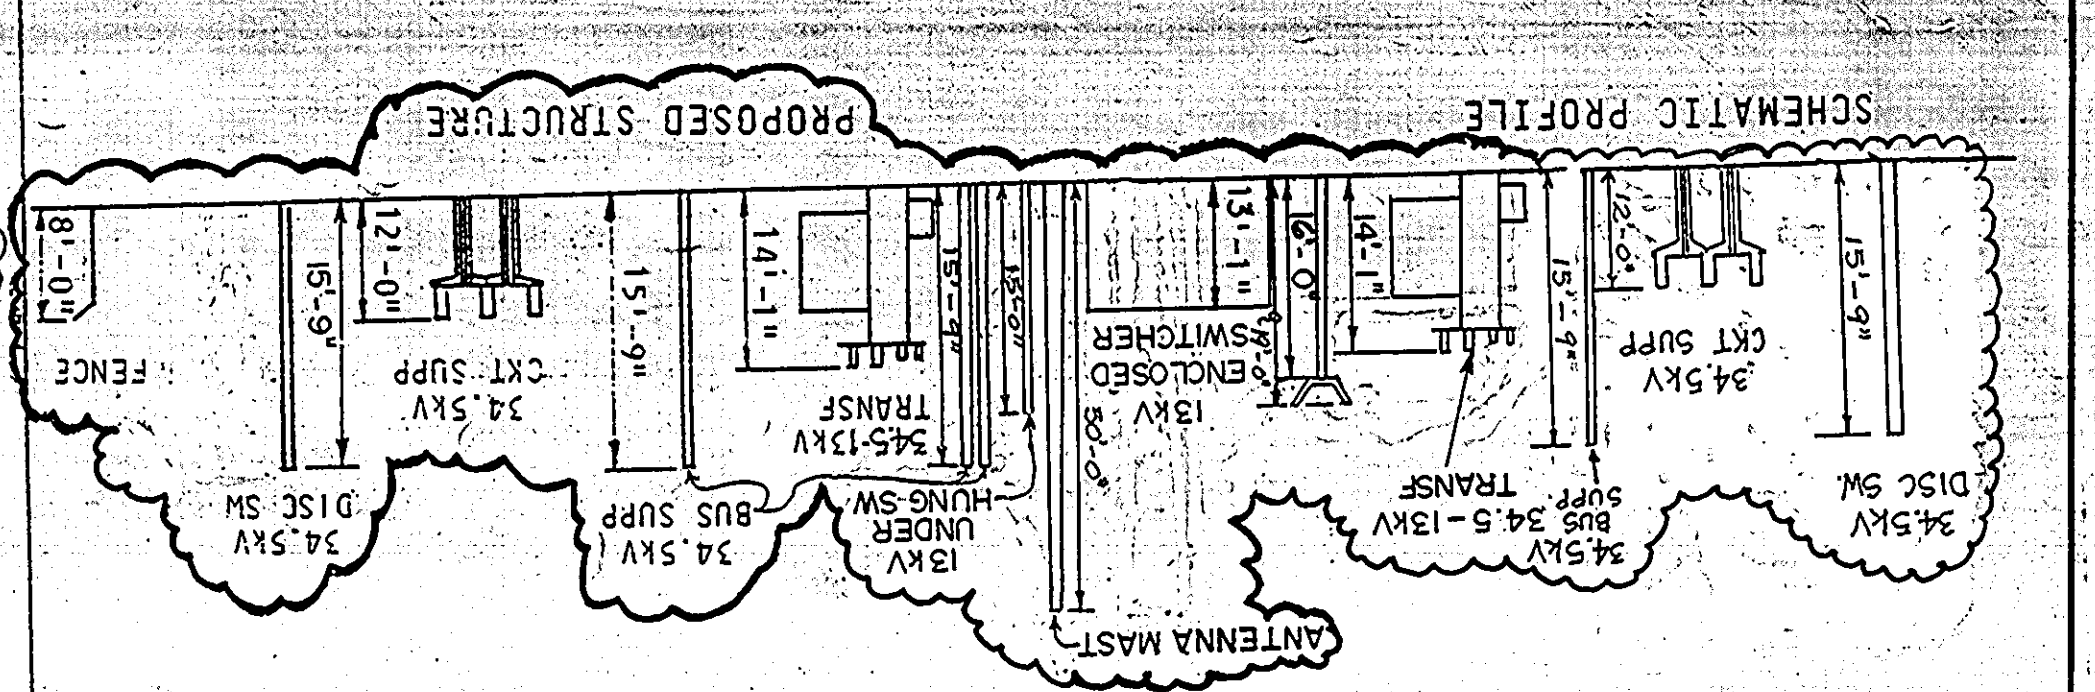 ANTENNA MAST
34.5kV
DISC SW.
34.5kV
BUS
SUPP.
34.5-13kV
TRANSF
13kV
UNDER
HUNG-SW
34.5kV
BUS SUPP
34.5kV
DISC SW
34.5kV
CKT SUPP
13kV
ENCLOSED
SWITCHER
34.5-13kV
TRANSF
34.5kV
CKT SUPP
FENCE
15'-9"
12'-0"
15'-9"
14'-1"
16'-0"
13'-1"
50'-0"
15'-0"
15'-9"
14'-1"
15'-9"
12'-0"
15'-9"
8'-0"
SCHEMATIC PROFILE
PROPOSED STRUCTURE